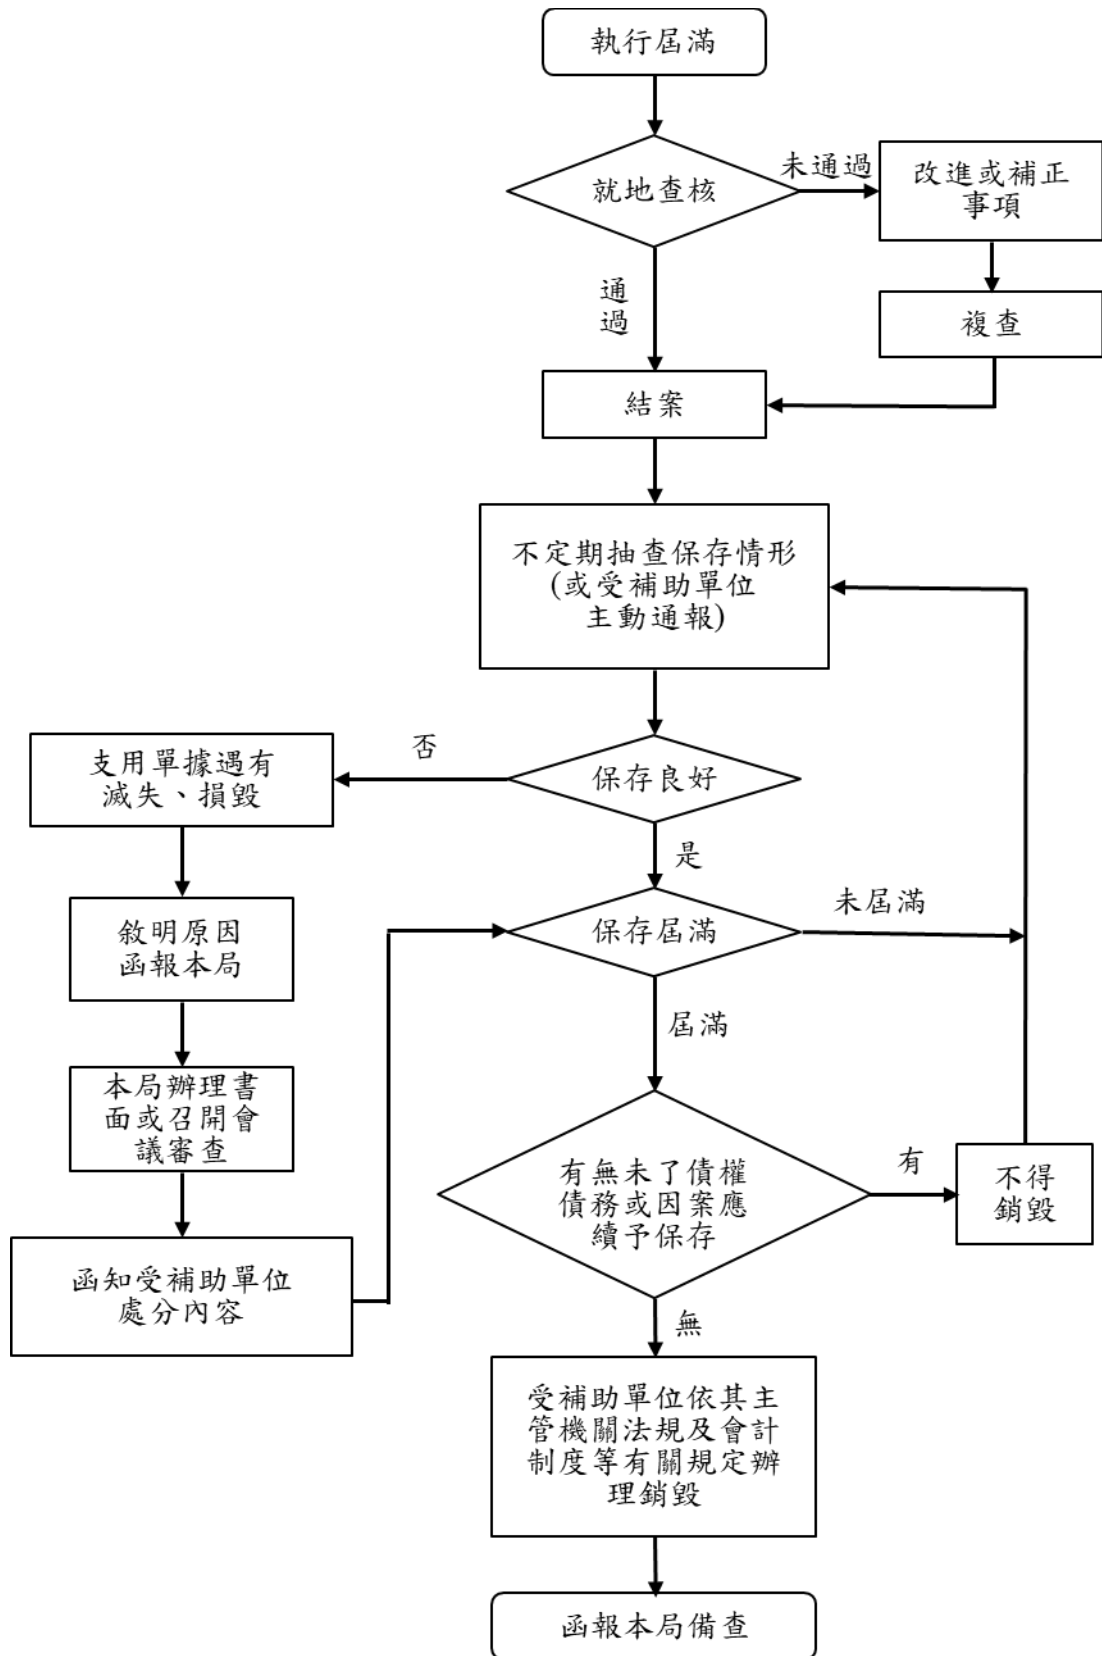 執行屆滿
就地查核
未通過
改進或補正
事項
複查
通
過
結案
不定期抽查保存情形
(或受補助單位
主動通報)
保存良好
否
支用單據遇有
滅失、損毀
敘明原因
函報本局
本局辦理書
面或召開會
議審查
函知受補助單位
處分內容
是
保存屆滿
未屆滿
屆滿
有無未了債權
債務或因案應
續予保存
有
不得
銷毀
無
受補助單位依其主
管機關法規及會計
制度等有關規定辦
理銷毀
函報本局備查